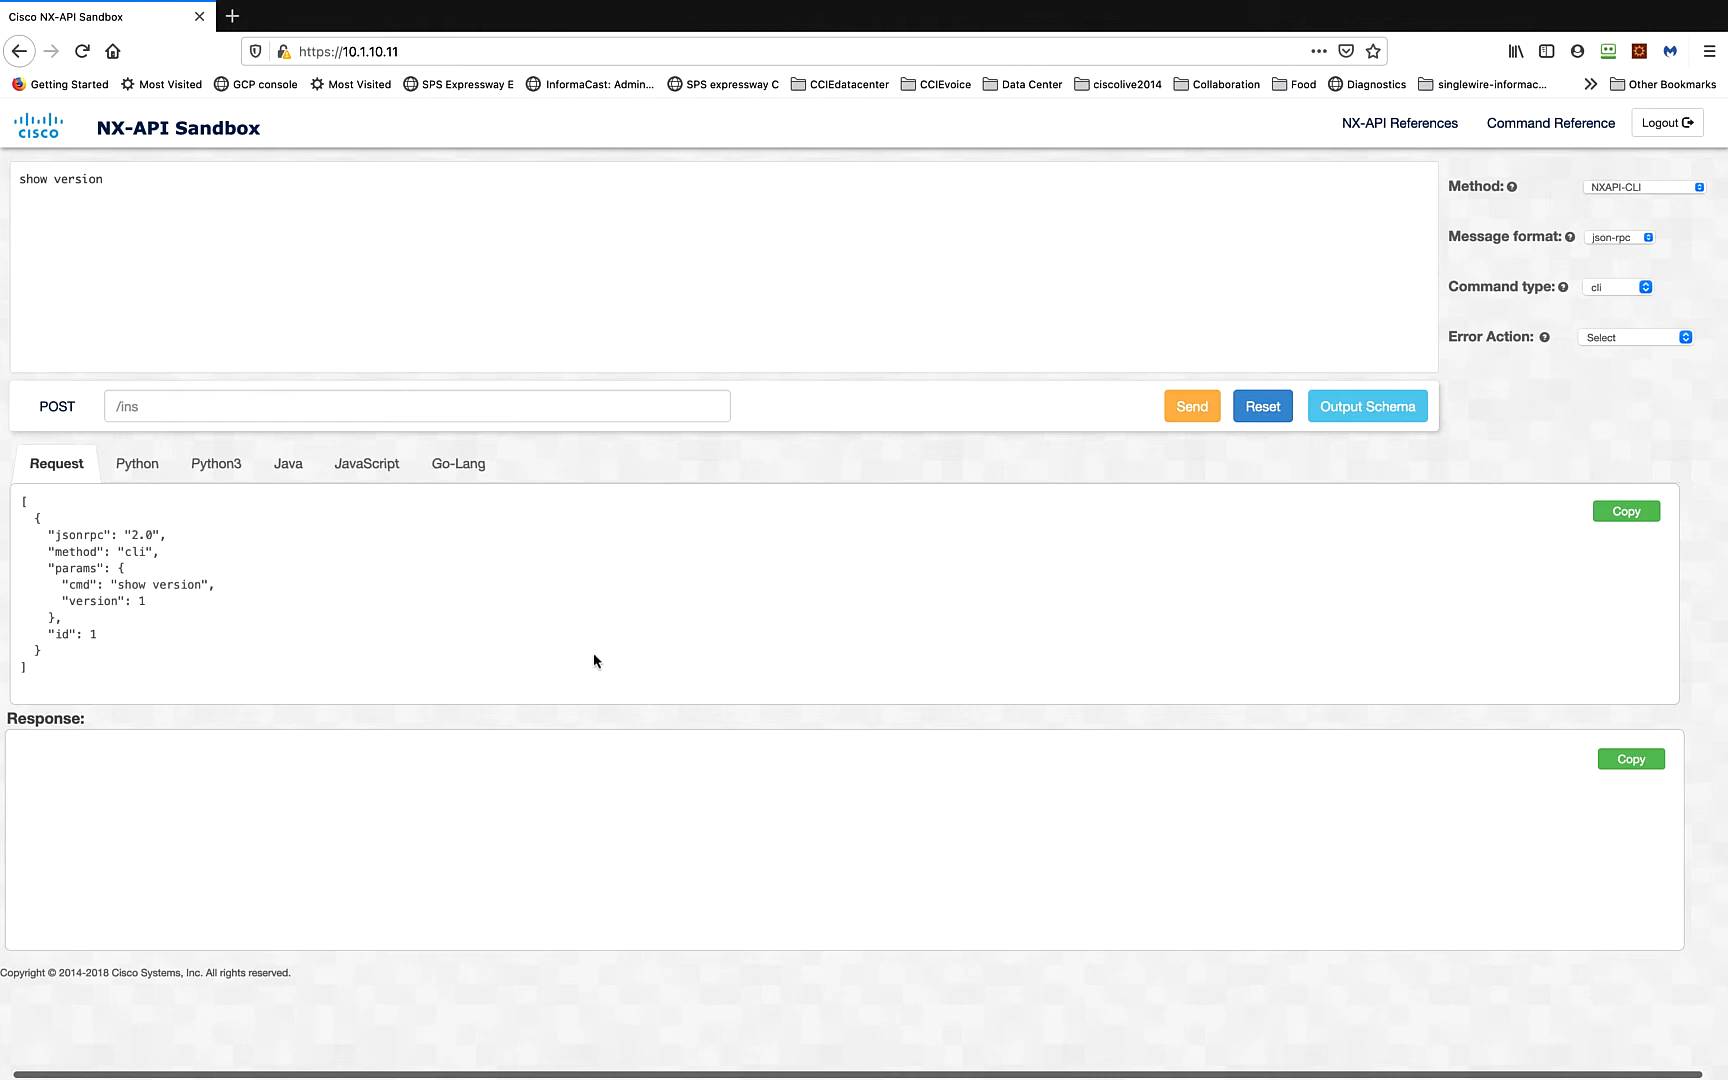 Cisco NX-API Sandbox
https://10.1.10.11
Getting Started Most Visited GCP console Most Visited SPS Expressway E InformaCast: Admin... SPS expressway C CCIEdatacenter CCIEvoice Data Center ciscolive2014 Collaboration Food Diagnostics singlewire-informac... Other Bookmarks
CISCO NX-API Sandbox NX-API References Command Reference Logout
show version
Method: NXAPI-CLI
Message format: json-rpc
Command type: cli
Error Action: Select
POST /ins Send Reset Output Schema
Request Python Python3 Java JavaScript Go-Lang
[
Copy
{
"jsonrpc": "2.0",
"method": "cli",
"params": {
"cmd": "show version",
"version": 1
},
"id": 1
}
]
Response:
Copy
Copyright © 2014-2018 Cisco Systems, Inc. All rights reserved.